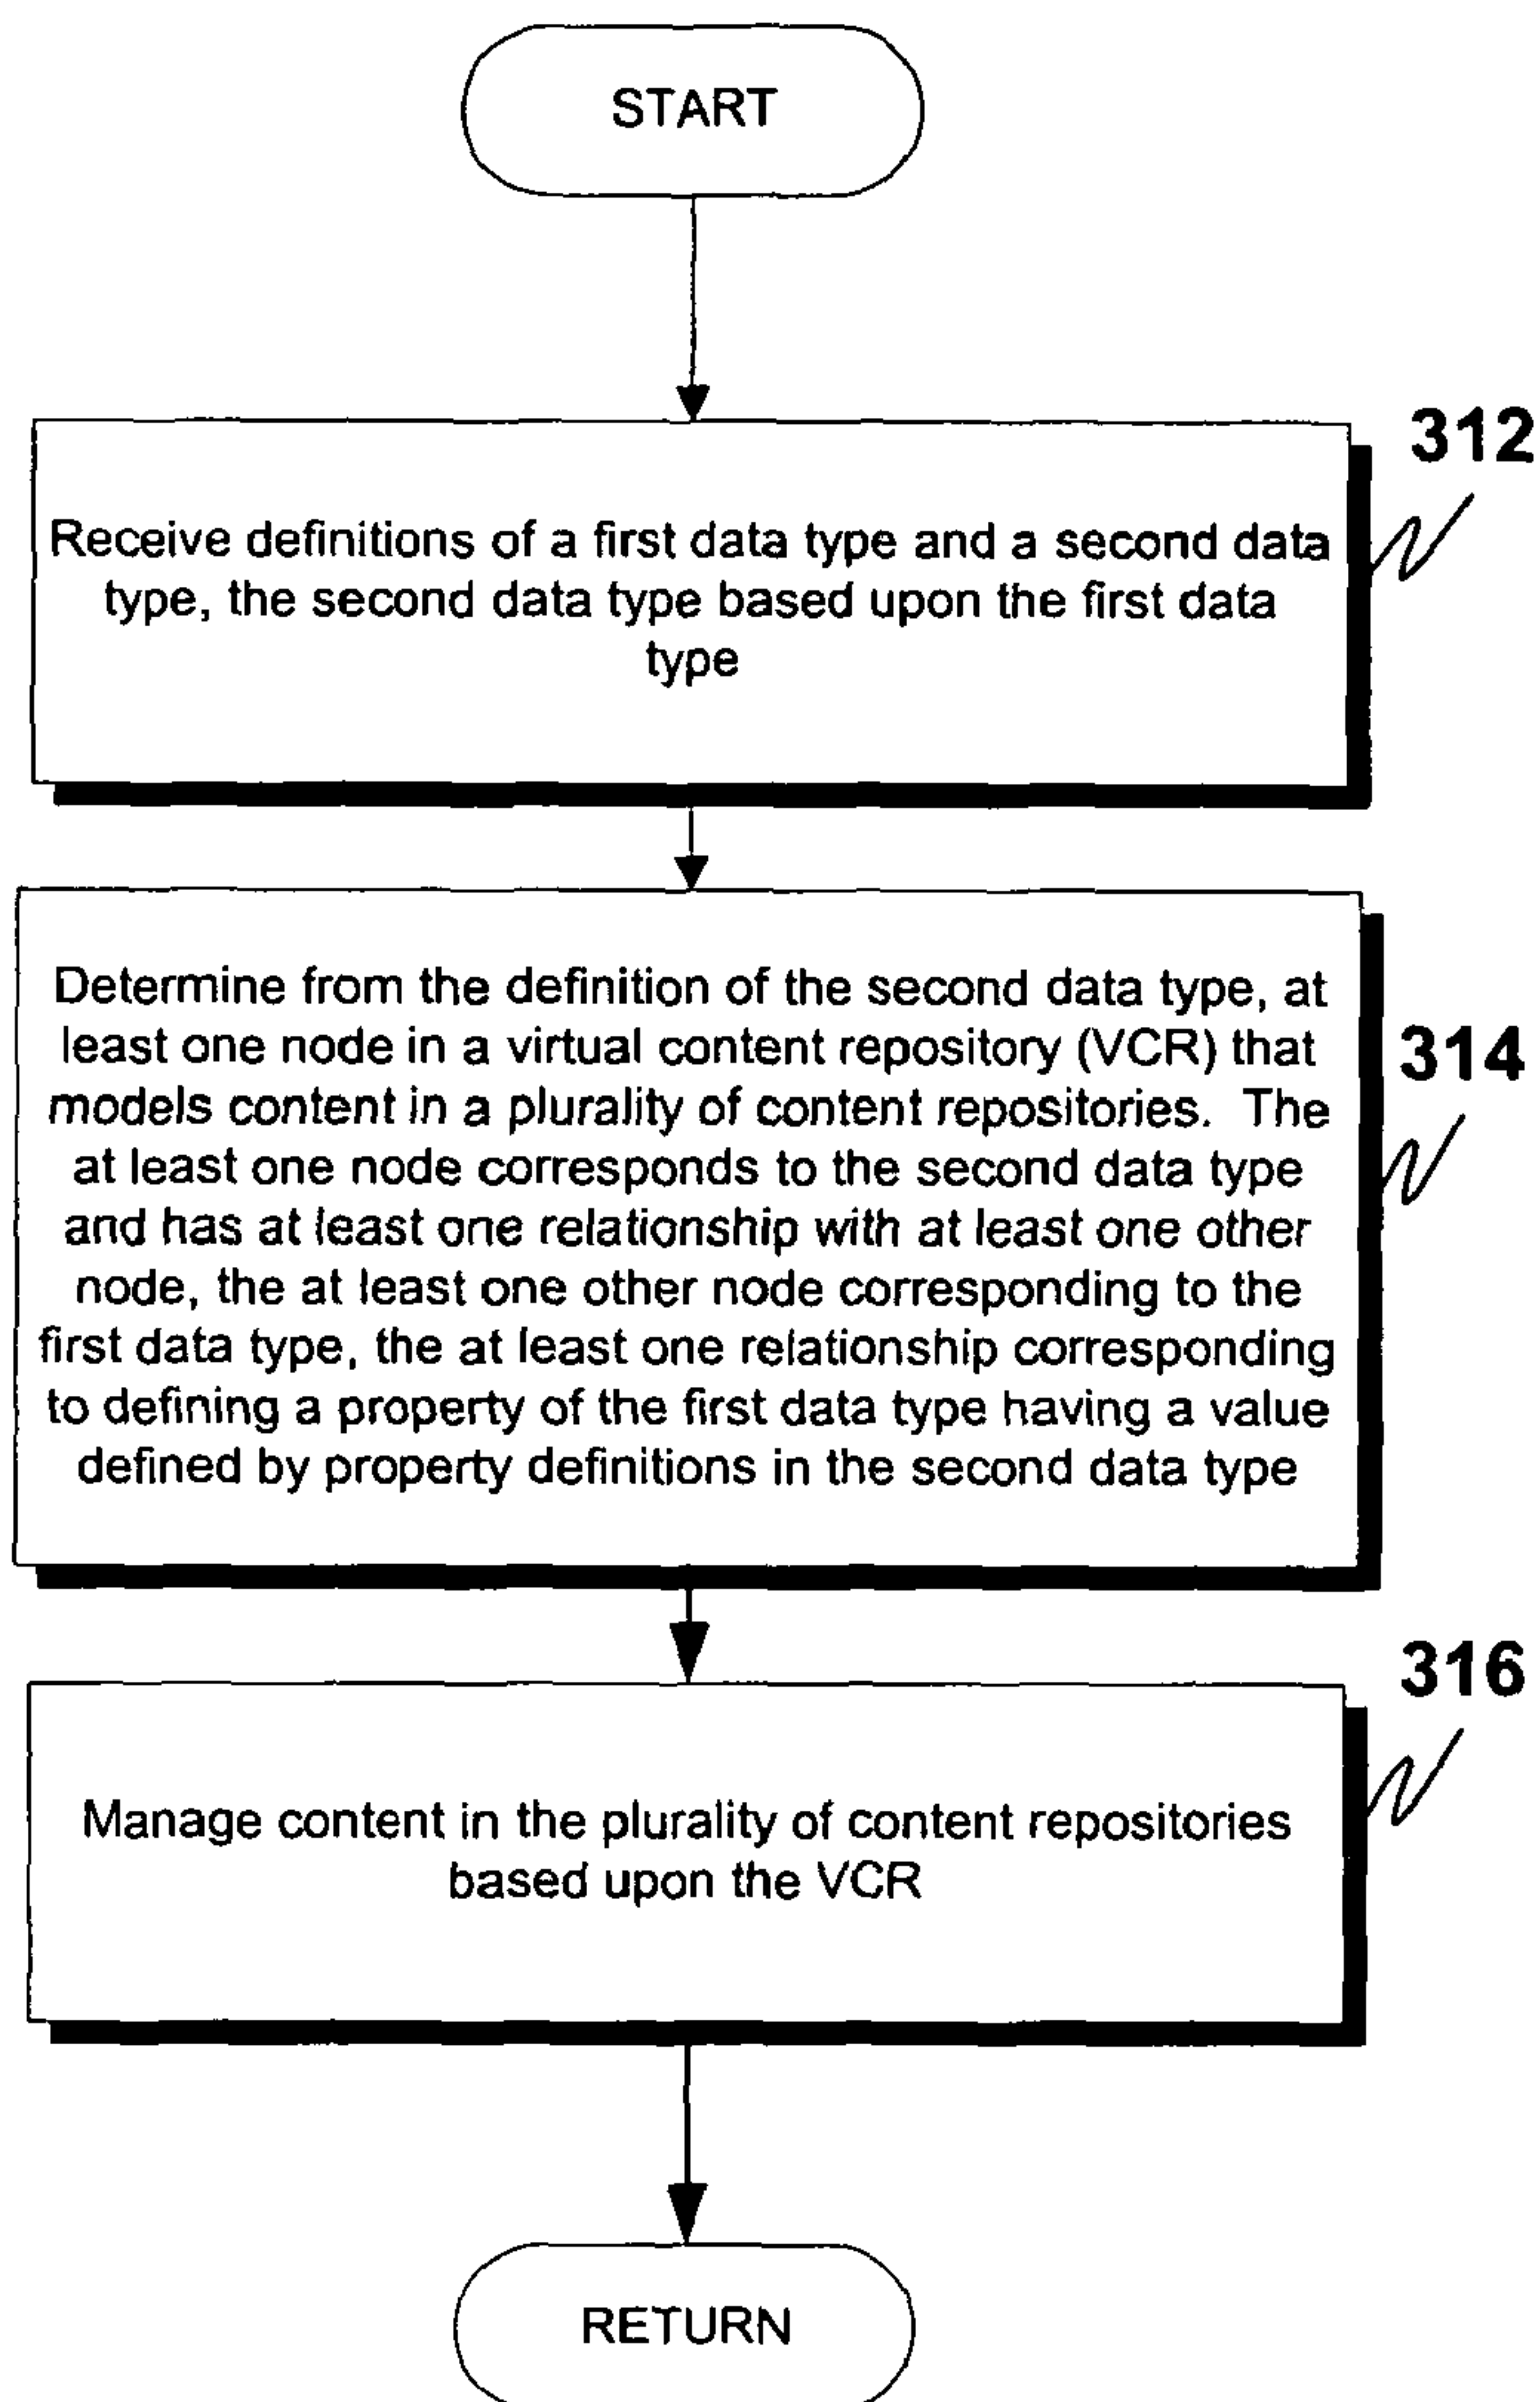 START
312
Receive definitions of a first data type and a second data
type, the second data type based upon the first data
type
Determine from the definition of the second data type, at
least one node in a virtual content repository (VCR) that
models content in a plurality of content repositories. The
at least one node corresponds to the second data type
and has at least one relationship with at least one other
node, the at least one other node corresponding to the
first data type, the at least one relationship corresponding
to defining a property of the first data type having a value
defined by property definitions in the second data type
314
316
Manage content in the plurality of content repositories
based upon the VCR
RETURN